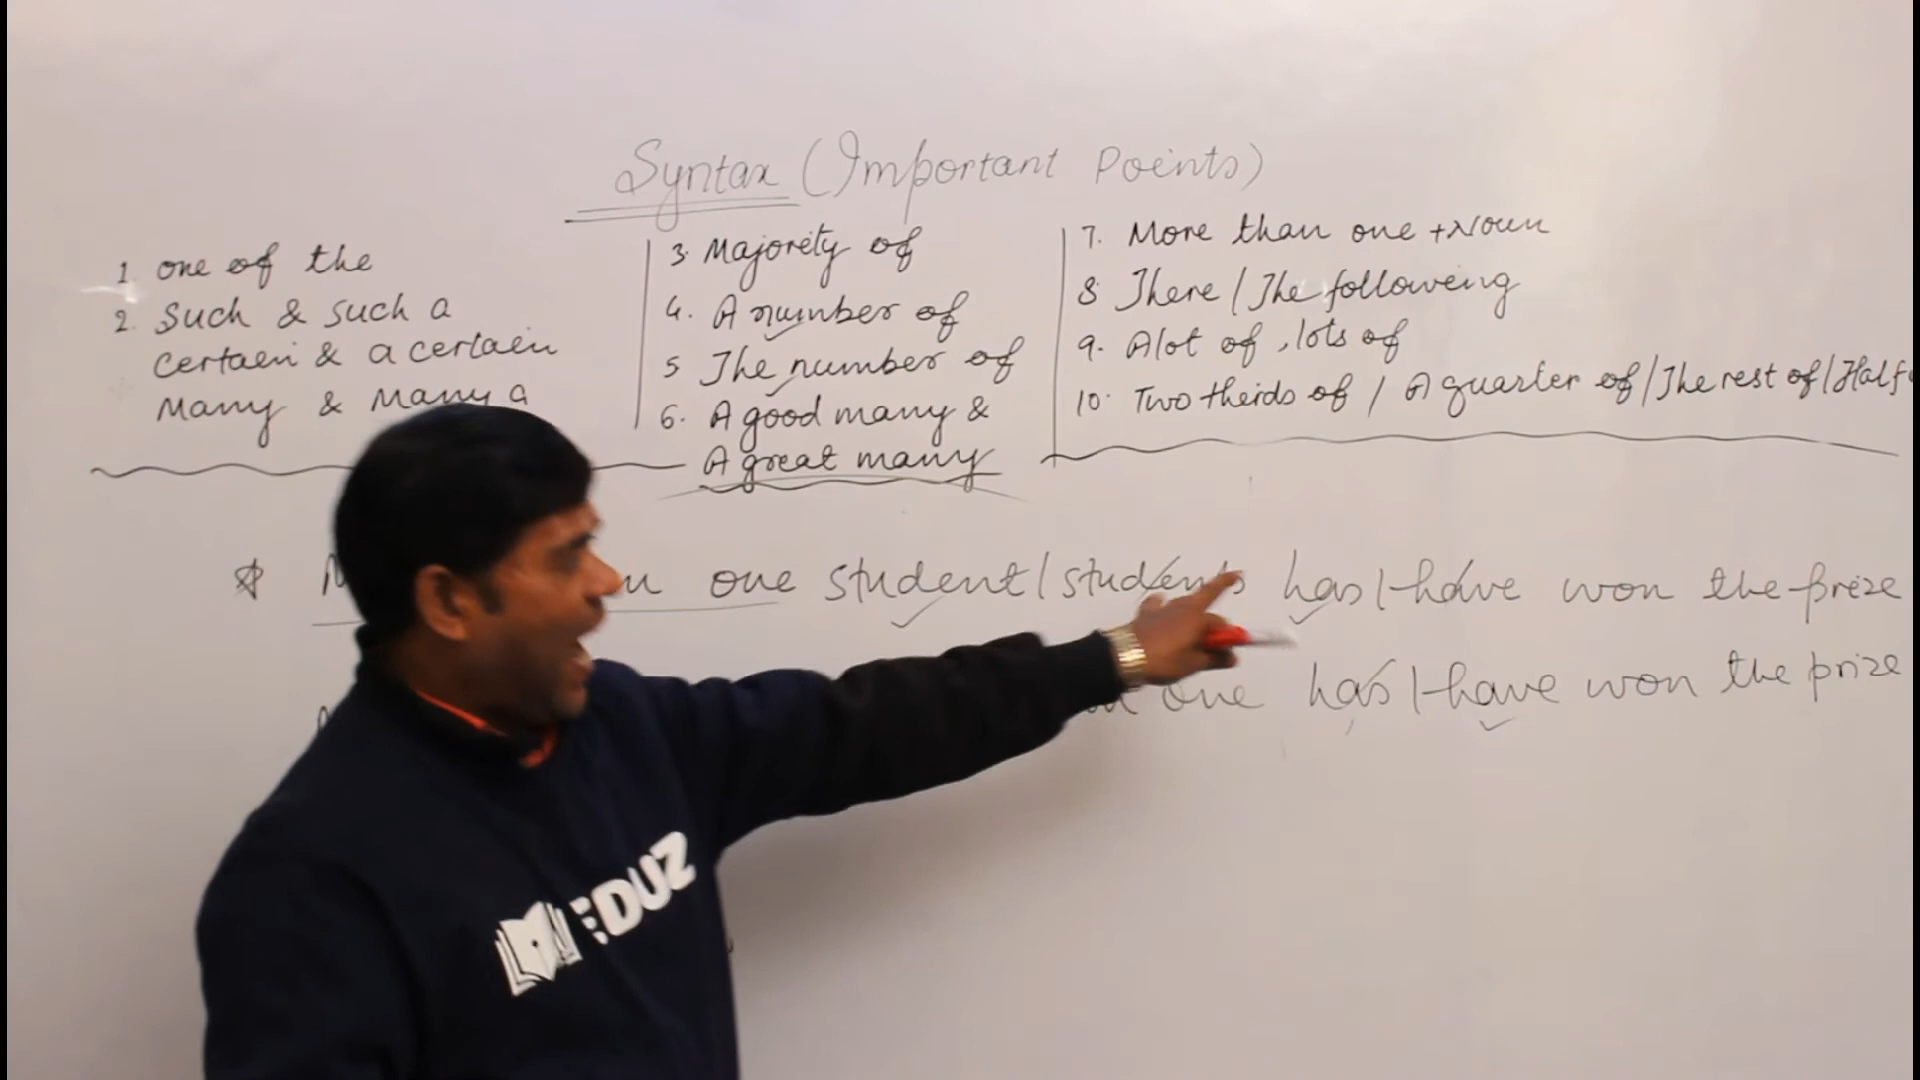 Syntax (Important Points)
1. one of the
2. Such & such a
certain & a certain
Many & Many a
3. Majority of
4. A number of
5 The number of
6. A good many &
A great many
7. More than one + Noun
8 There / The following
9. A lot of , lots of
10. Two thirds of / A quarter of / The rest of / Half
one student / students has / have won the prize
one has / have won the prize
EDUZ